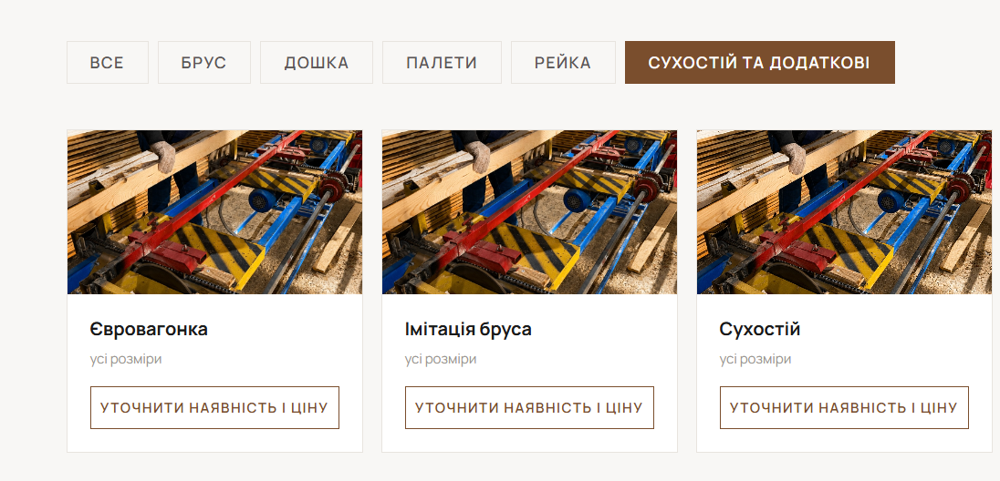 ВСЕ
БРУС
ДОШКА
ПАЛЕТИ
РЕЙКА
СУХОСТІЙ ТА ДОДАТКОВІ
Євровагонка
усі розміри
УТОЧНИТИ НАЯВНІСТЬ І ЦІНУ
Імітація бруса
усі розміри
УТОЧНИТИ НАЯВНІСТЬ І ЦІНУ
Сухостій
усі розміри
УТОЧНИТИ НАЯВНІСТЬ І ЦІНУ